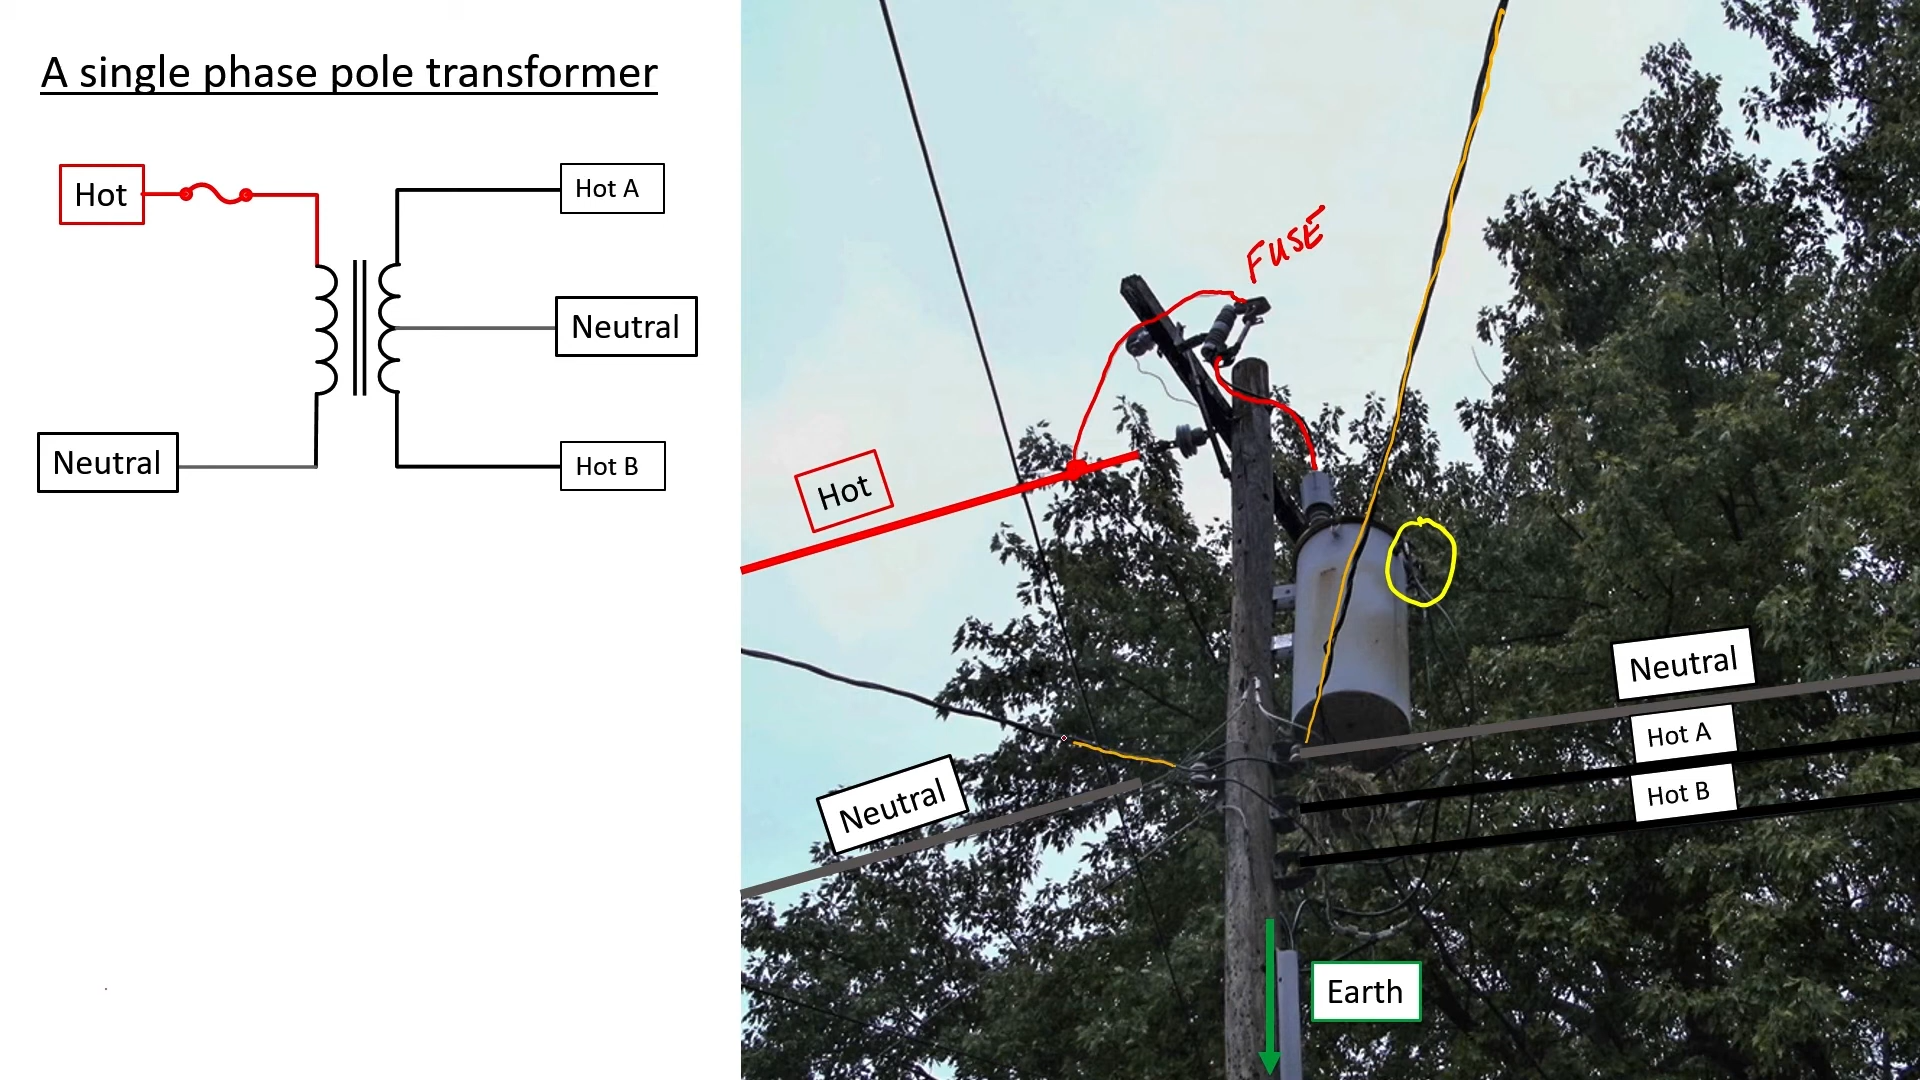 A single phase pole transformer
Hot
Hot A
Neutral
Neutral
Hot B
FUSE
Hot
Neutral
Neutral
Hot A
Hot B
Earth